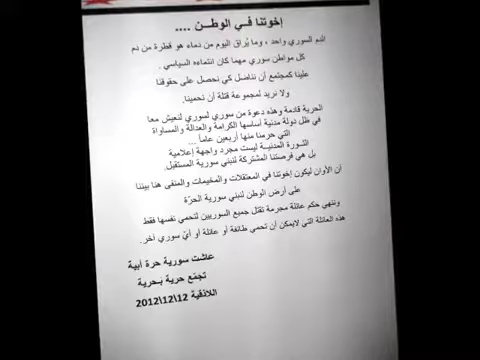 إخوتنا فـي الوطـن ....
الدم السوري واحد ، وما يُراق اليوم من دماء هو قطرة من دم
كل مواطن سوري مهما كان انتماءه السياسي .
علينا كمجتمع أن نناضل كي نحصل على حقوقنا
ولا نريد لمجموعة قتلة أن تحمينا.
الحرية قادمة وهذه دعوة من سوري لسوري لنعيش معا
في ظل دولة مدنية أساسها الكرامة والعدالة والمساواة
التي حرمنا منها أربعين عاماً ...
الثـورة المدنيـة ليست مجرد واجهة إعلامية
بل هي فرصتنا المشتركة لنبني سورية المستقبل.
آن الأوان ليكون إخوتنا في المعتقلات والمخيمات والمنفى هنا بيننا
على أرض الوطن لنبني سورية الحرّة
وننهي حكم عائلة مجرمة تقتل جميع السوريين لتحمي نفسها فقط
هذه العائلة التي لايمكن أن تحمي طائفة أو عائلة أو أيّ سوري آخر.
عاشت سورية حرة أبية
تجمّع حرية بَحرية
اللاذقية 12\12\2012